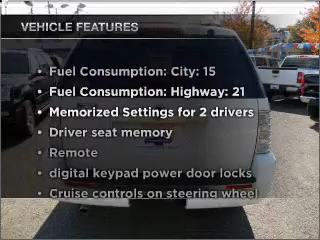 VEHICLE FEATURES
• Fuel Consumption: City: 15
• Fuel Consumption: Highway: 21
• Memorized Settings for 2 drivers
• Driver seat memory
• Remote
• digital keypad power door locks
• Cruise controls on steering wheel